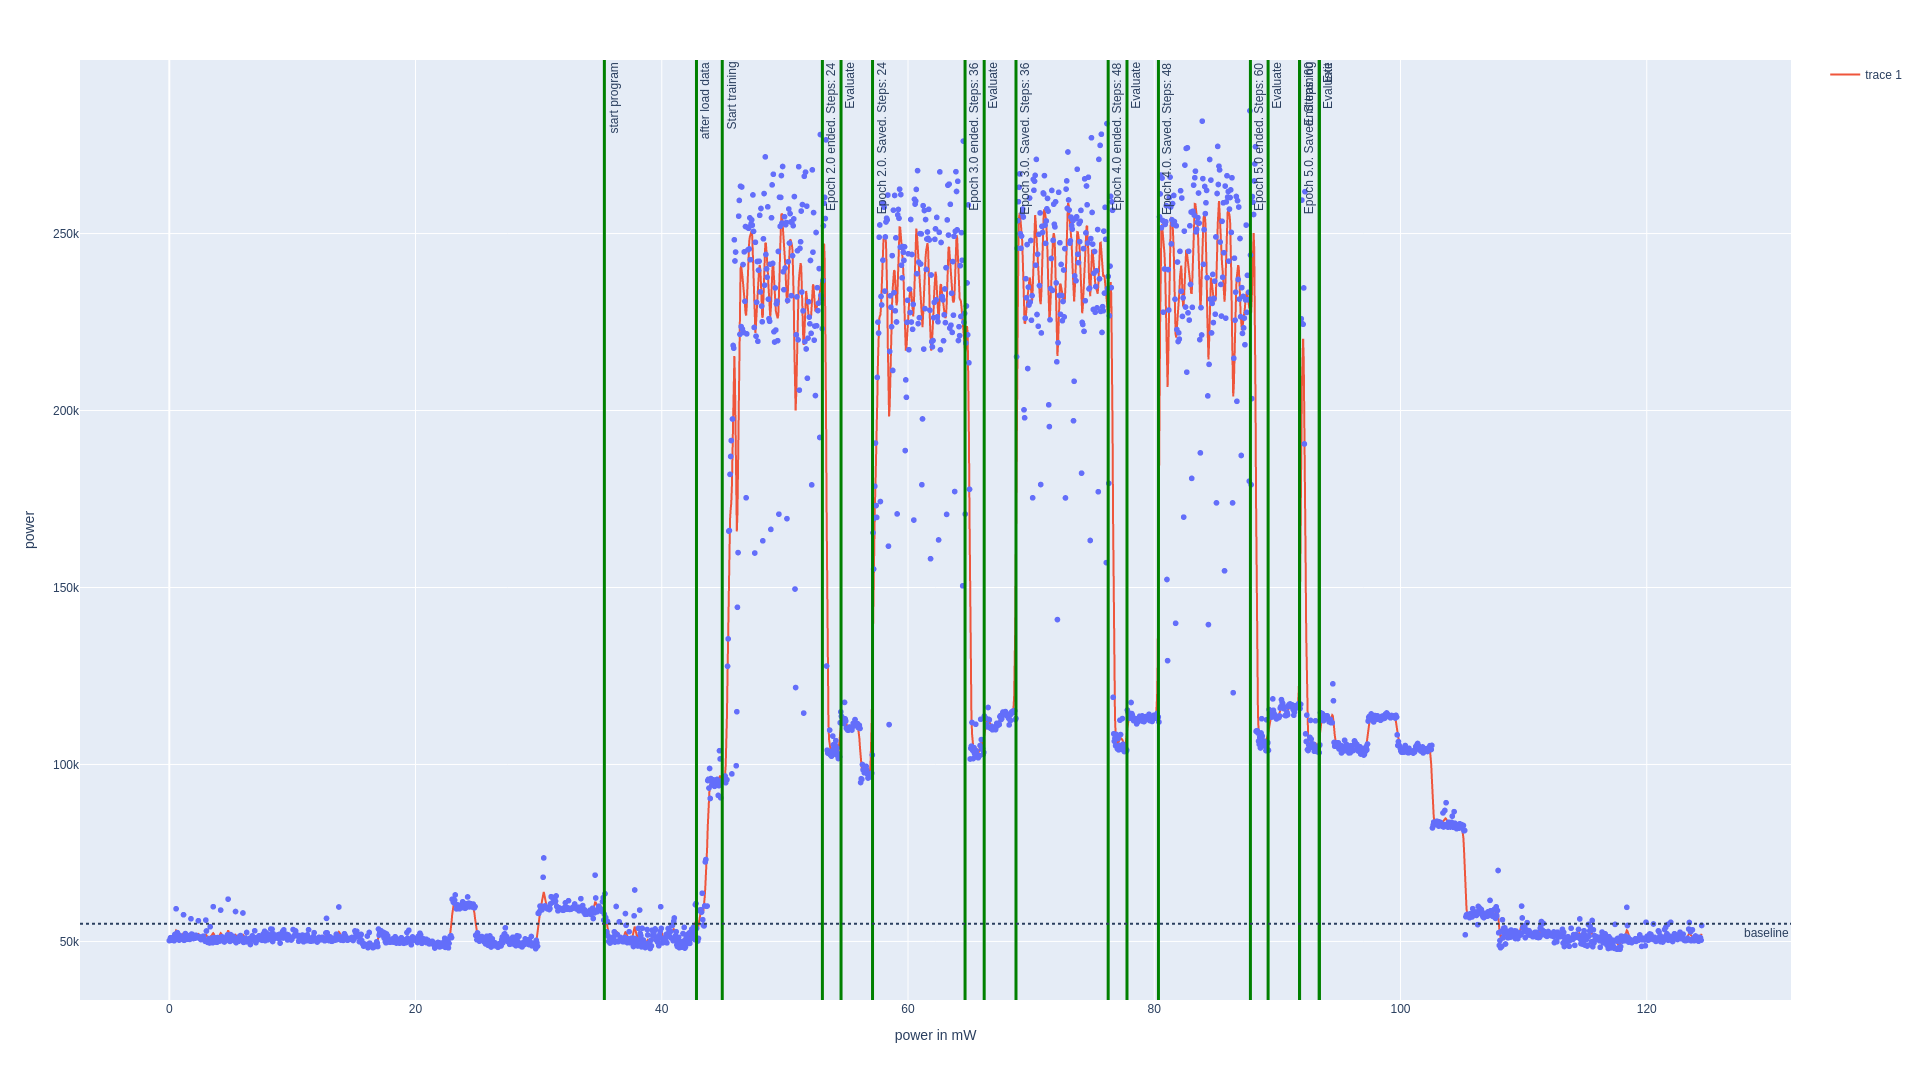 trace 1
start program
after load data
Start training
Epoch 2.0 ended. Steps: 24
Evaluate
Epoch 2.0. Saved. Steps: 24
Epoch 3.0 ended. Steps: 36
Evaluate
Epoch 3.0. Saved. Steps: 36
Epoch 4.0 ended. Steps: 48
Evaluate
Epoch 4.0. Saved. Steps: 48
Epoch 5.0 ended. Steps: 60
Evaluate
Epoch 5.0. Saved. Steps: 60
End training
Evaluate
250k
200k
150k
100k
50k
power
baseline
0
20
40
60
80
100
120
power in mW